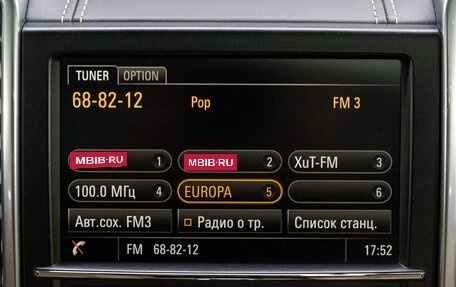 TUNER OPTION
68-82-12 Pop FM 3
MBIB·RU 1 MBIB·RU 2 ХиТ-FM 3
100.0 МГц 4 EUROPA 5 6
Авт.сох. FM3 Радио о тр. Список станц.
FM 68-82-12 17:52